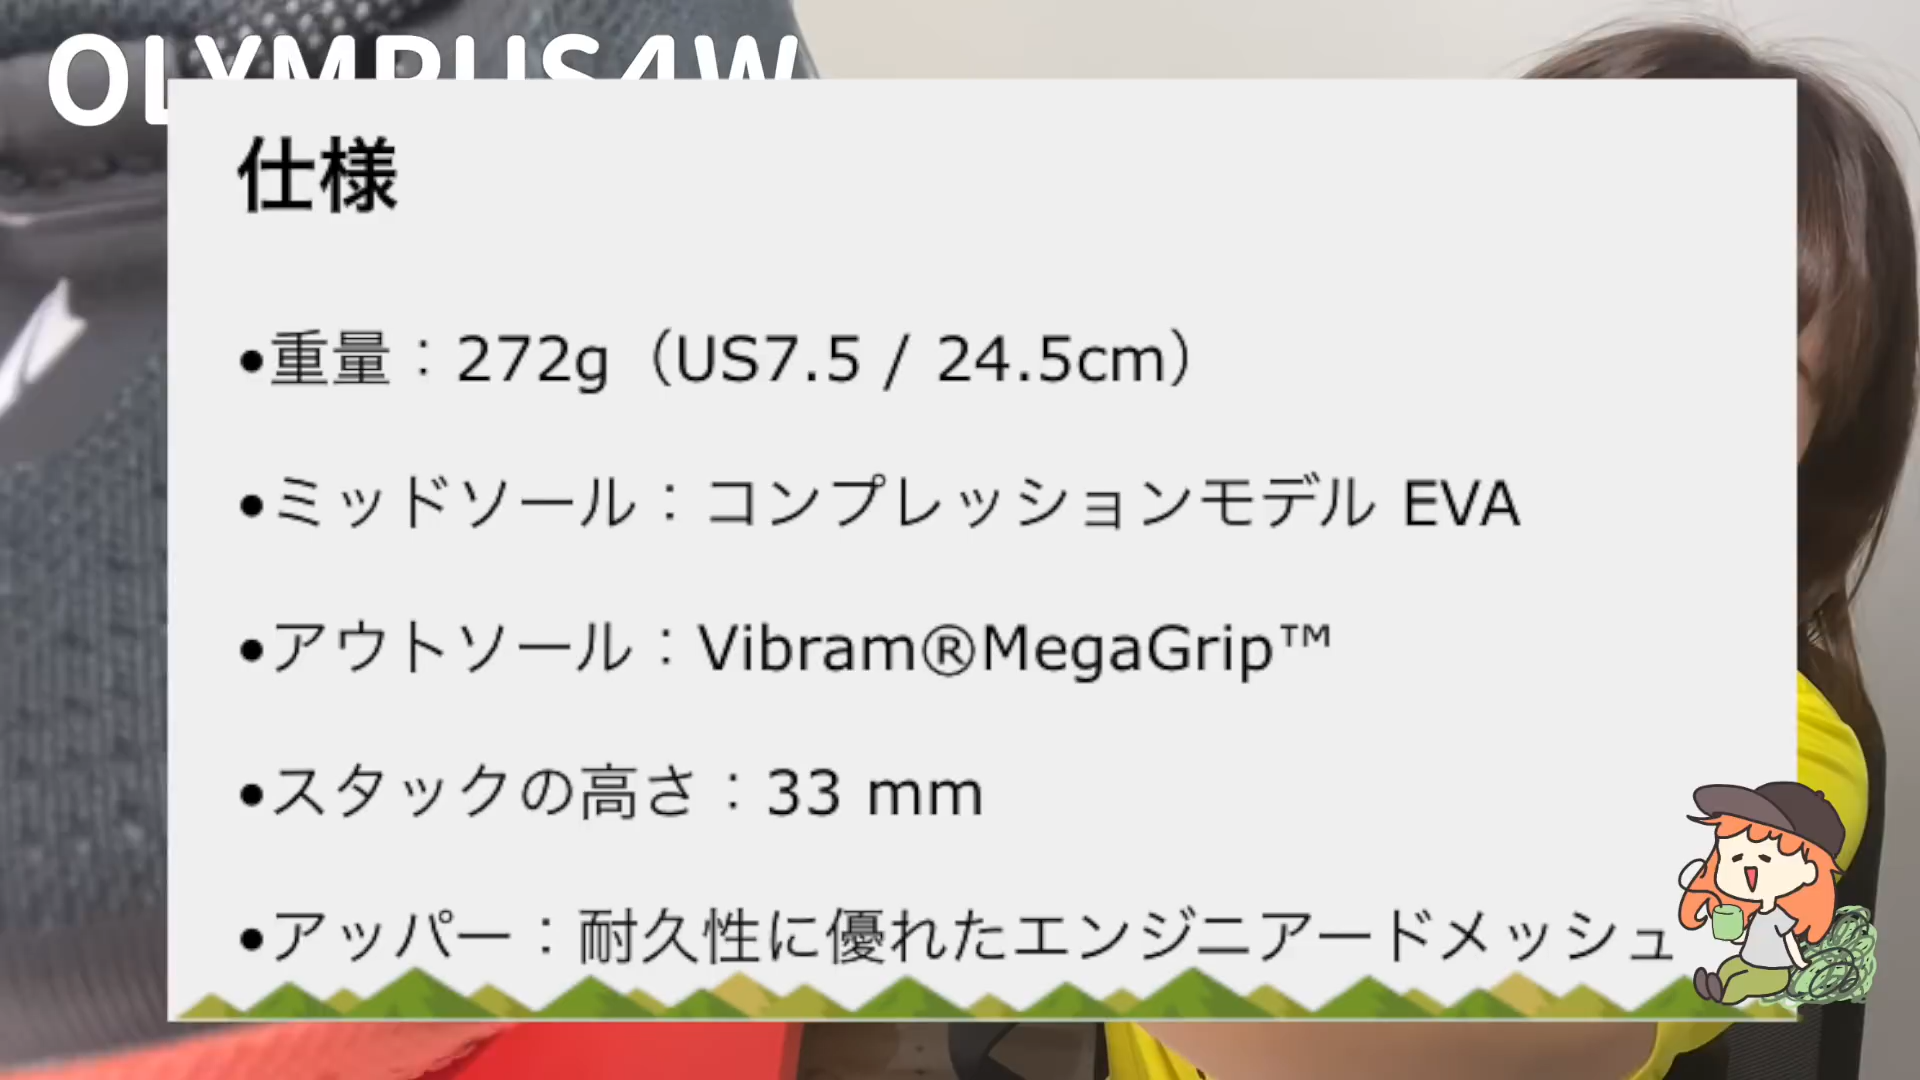 OLYMPUS4W
仕様
•重量：272g（US7.5 / 24.5cm）
•ミッドソール：コンプレッションモデル EVA
•アウトソール：Vibram®MegaGrip™
•スタックの高さ：33 mm
•アッパー：耐久性に優れたエンジニアードメッシュ